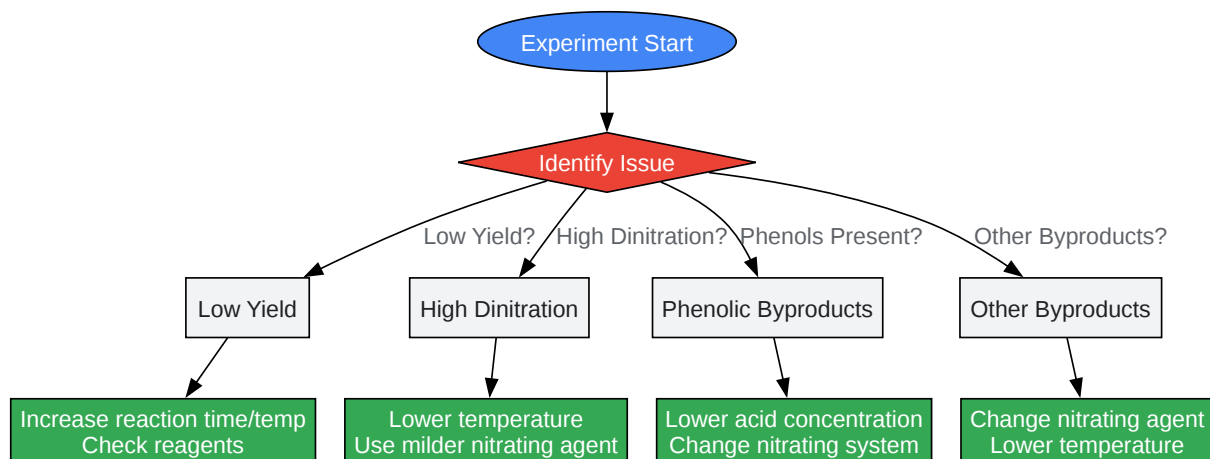 Experiment Start
Identify Issue
Low Yield?
High Dinitration?
Phenols Present?
Other Byproducts?
Low Yield
High Dinitration
Phenolic Byproducts
Other Byproducts
Increase reaction time/temp
Check reagents
Lower temperature
Use milder nitrating agent
Lower acid concentration
Change nitrating system
Change nitrating agent
Lower temperature